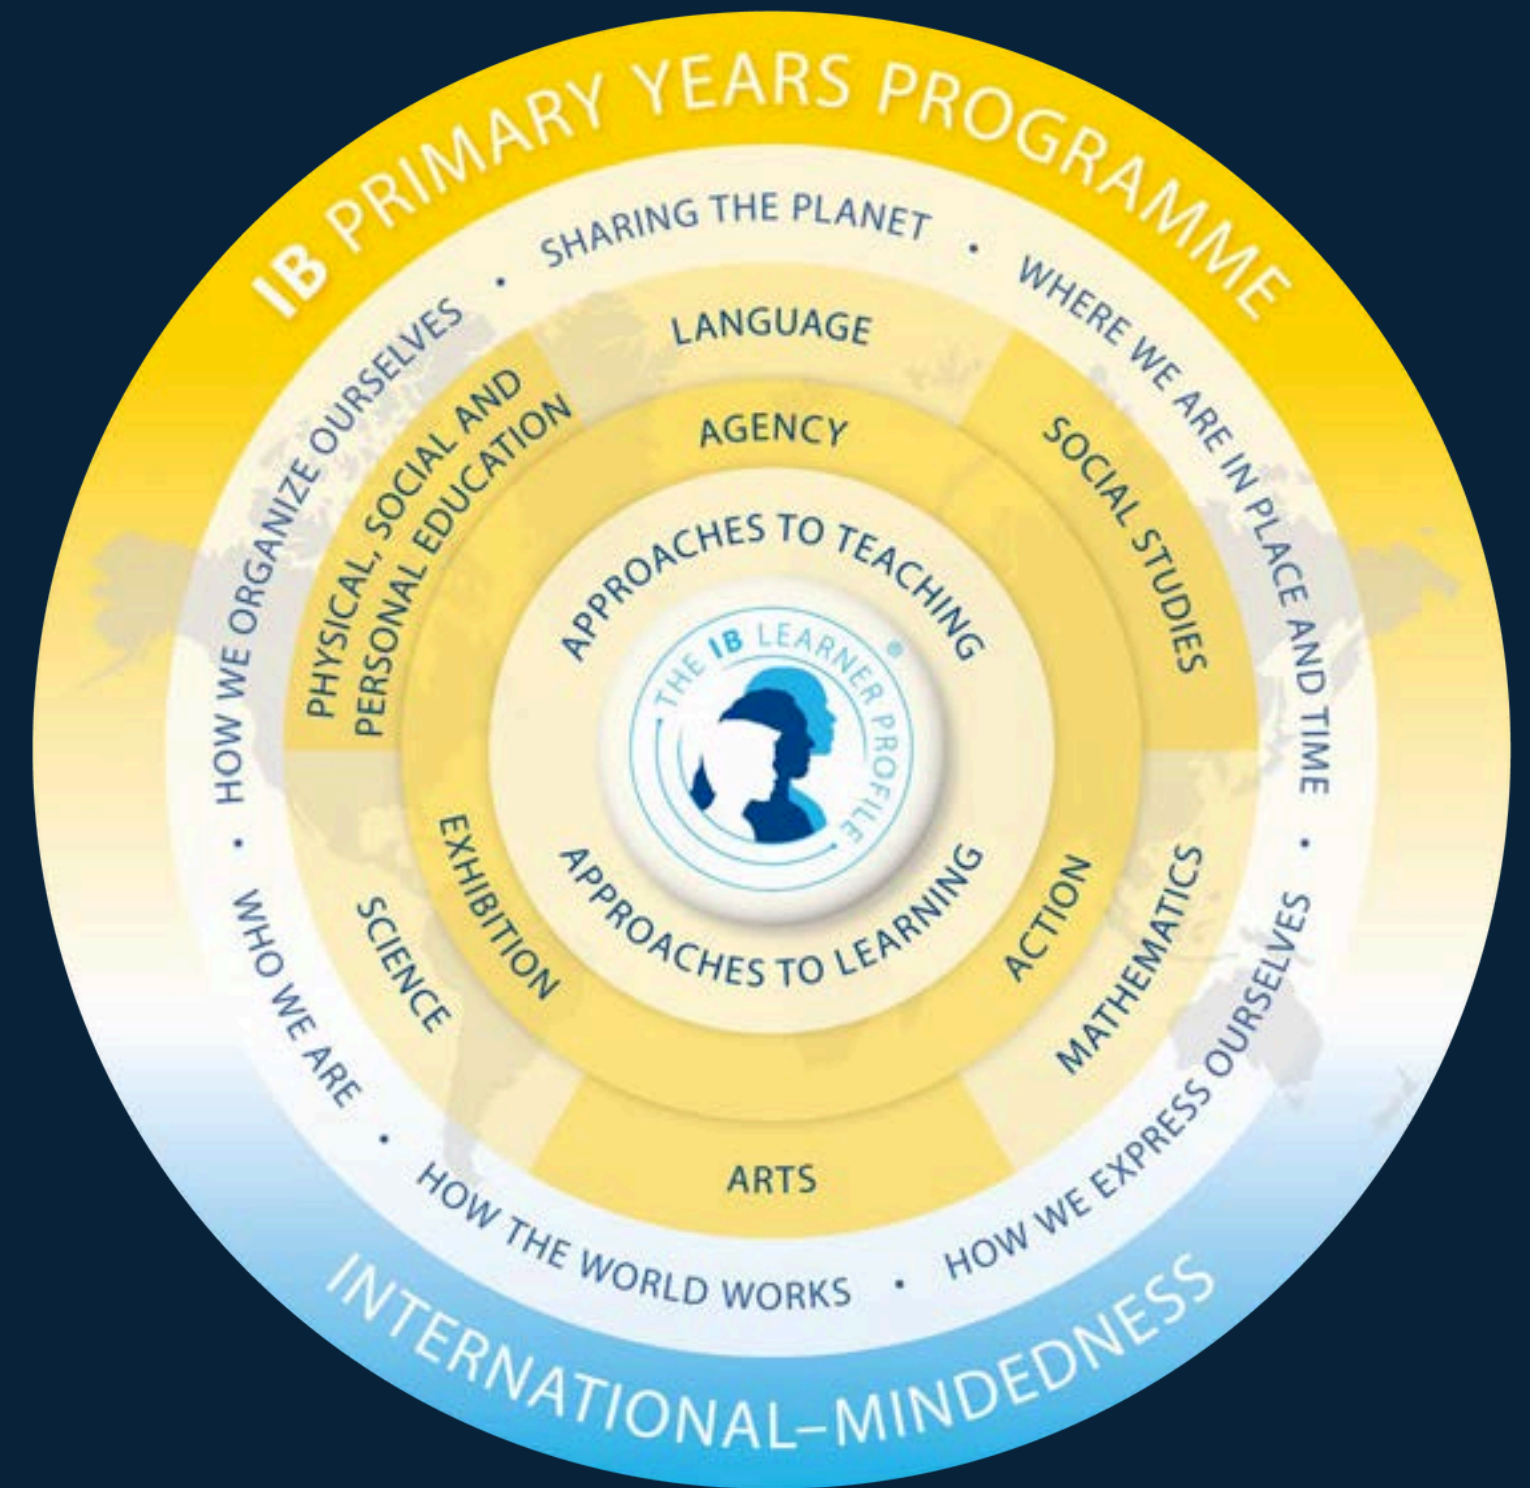 IB PRIMARY YEARS PROGRAMME
SHARING THE PLANET
•
WHERE WE ARE IN PLACE AND TIME
•
HOW WE EXPRESS OURSELVES
•
HOW THE WORLD WORKS
•
WHO WE ARE
•
HOW WE ORGANIZE OURSELVES
•
LANGUAGE
SOCIAL STUDIES
MATHEMATICS
ARTS
SCIENCE
PHYSICAL, SOCIAL AND
PERSONAL EDUCATION
AGENCY
ACTION
EXHIBITION
APPROACHES TO TEACHING
THE IB LEARNER PROFILE®
APPROACHES TO LEARNING
INTERNATIONAL–MINDEDNESS